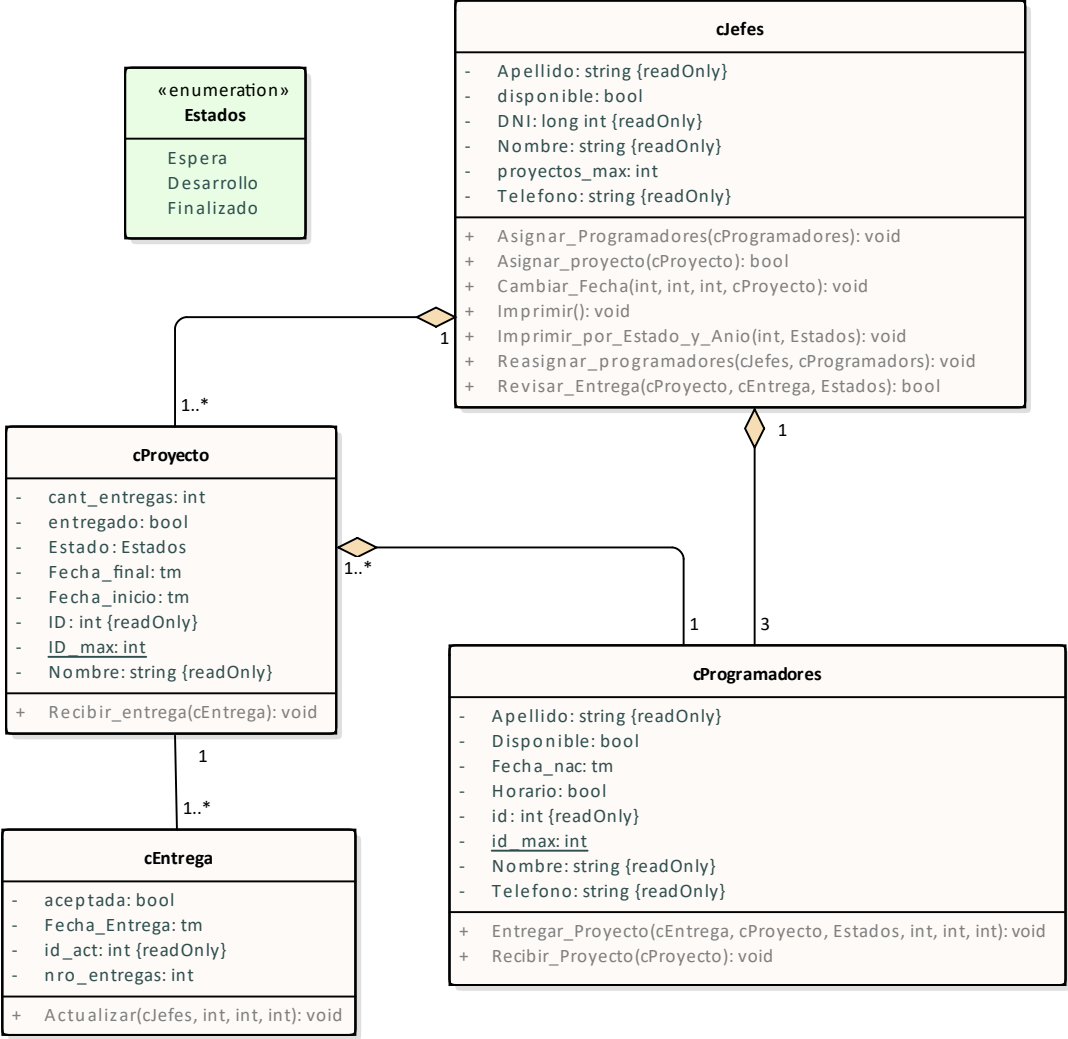 cJefes
- Apellido: string {readOnly}
- disponible: bool
- DNI: long int {readOnly}
- Nombre: string {readOnly}
- proyectos_max: int
- Telefono: string {readOnly}
+ Asignar_Programadores(cProgramadores): void
+ Asignar_proyecto(cProyecto): bool
+ Cambiar_Fecha(int, int, int, cProyecto): void
+ Imprimir(): void
+ Imprimir_por_Estado_y_Anio(int, Estados): void
+ Reasignar_programadores(cJefes, cProgramadors): void
+ Revisar_Entrega(cProyecto, cEntrega, Estados): bool
«enumeration»
Estados
Espera
Desarrollo
Finalizado
1
1..*
1
cProyecto
- cant_entregas: int
- entregado: bool
- Estado: Estados
- Fecha_final: tm
- Fecha_inicio: tm
- ID: int {readOnly}
- ID_max: int
- Nombre: string {readOnly}
+ Recibir_entrega(cEntrega): void
1..*
1
3
cProgramadores
- Apellido: string {readOnly}
- Disponible: bool
- Fecha_nac: tm
- Horario: bool
- id: int {readOnly}
- id_max: int
- Nombre: string {readOnly}
- Telefono: string {readOnly}
+ Entregar_Proyecto(cEntrega, cProyecto, Estados, int, int, int): void
+ Recibir_Proyecto(cProyecto): void
1
1..*
cEntrega
- aceptada: bool
- Fecha_Entrega: tm
- id_act: int {readOnly}
- nro_entregas: int
+ Actualizar(cJefes, int, int, int): void